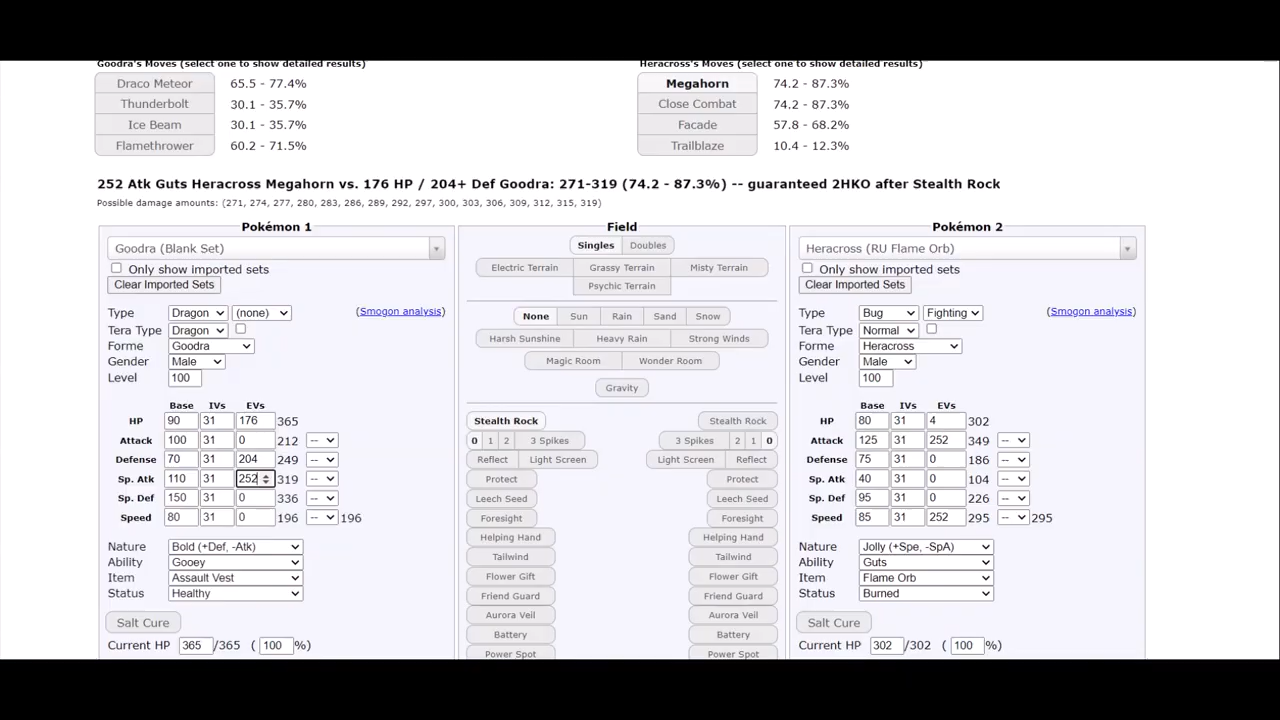 Goodra's Moves (select one to show detailed results)
Heracross's Moves (select one to show detailed results)
Draco Meteor 65.5 - 77.4%
Megahorn 74.2 - 87.3%
Thunderbolt 30.1 - 35.7%
Close Combat 74.2 - 87.3%
Ice Beam 30.1 - 35.7%
Facade 57.8 - 68.2%
Flamethrower 60.2 - 71.5%
Trailblaze 10.4 - 12.3%
252 Atk Guts Heracross Megahorn vs. 176 HP / 204+ Def Goodra: 271-319 (74.2 - 87.3%) -- guaranteed 2HKO after Stealth Rock
Possible damage amounts: (271, 274, 277, 280, 283, 286, 289, 292, 297, 300, 303, 306, 309, 312, 315, 319)
Pokémon 1
Goodra (Blank Set)
Only show imported sets
Clear Imported Sets
Type Dragon (none) (Smogon analysis)
Tera Type Dragon
Forme Goodra
Gender Male
Level 100
Base IVs EVs
HP 90 31 176 365
Attack 100 31 0 212 --
Defense 70 31 204 249 --
Sp. Atk 110 31 252 319 --
Sp. Def 150 31 0 336 --
Speed 80 31 0 196 -- 196
Nature Bold (+Def, -Atk)
Ability Gooey
Item Assault Vest
Status Healthy
Salt Cure
Current HP 365 /365 ( 100 %)
Field
Singles Doubles
Electric Terrain Grassy Terrain Misty Terrain
Psychic Terrain
None Sun Rain Sand Snow
Harsh Sunshine Heavy Rain Strong Winds
Magic Room Wonder Room
Gravity
Stealth Rock Stealth Rock
0 1 2 3 Spikes 3 Spikes 2 1 0
Reflect Light Screen Light Screen Reflect
Protect Protect
Leech Seed Leech Seed
Foresight Foresight
Helping Hand Helping Hand
Tailwind Tailwind
Flower Gift Flower Gift
Friend Guard Friend Guard
Aurora Veil Aurora Veil
Battery Battery
Power Spot Power Spot
Pokémon 2
Heracross (RU Flame Orb)
Only show imported sets
Clear Imported Sets
Type Bug Fighting (Smogon analysis)
Tera Type Normal
Forme Heracross
Gender Male
Level 100
Base IVs EVs
HP 80 31 4 302
Attack 125 31 252 349 --
Defense 75 31 0 186 --
Sp. Atk 40 31 0 104 --
Sp. Def 95 31 0 226 --
Speed 85 31 252 295 -- 295
Nature Jolly (+Spe, -SpA)
Ability Guts
Item Flame Orb
Status Burned
Salt Cure
Current HP 302 /302 ( 100 %)